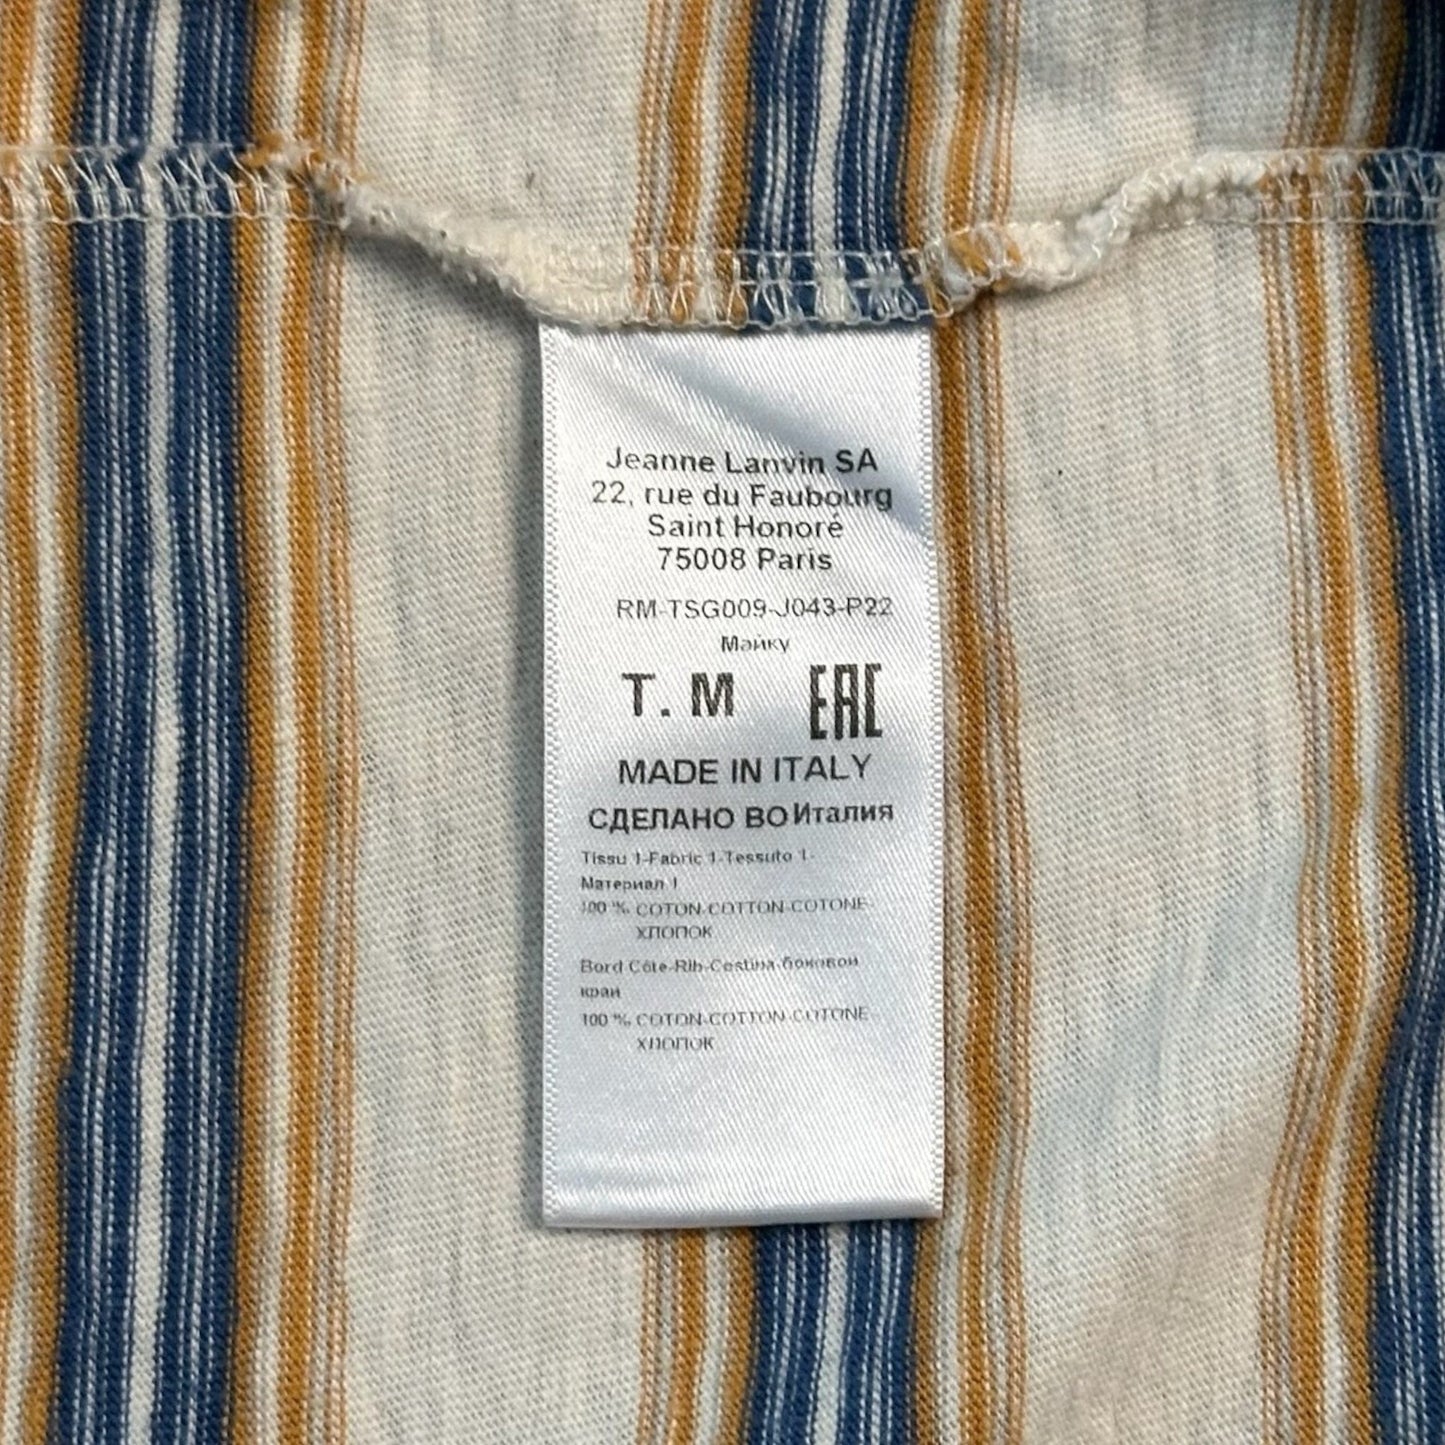 Jeanne Lanvin SA
22, rue du Faubourg
Saint Honoré
75008 Paris
RM-TSG009-J043-P22
Майку
T. M EAC
MADE IN ITALY
СДЕЛАНО ВО Италия
Tissu 1-Fabric 1-Tessuto 1-
Материал 1
100 % COTON-COTTON-COTONE-
ХЛОПОК
Bord Côte-Rib-Costina-боковой
край
100 % COTON-COTTON-COTONE-
ХЛОПОК